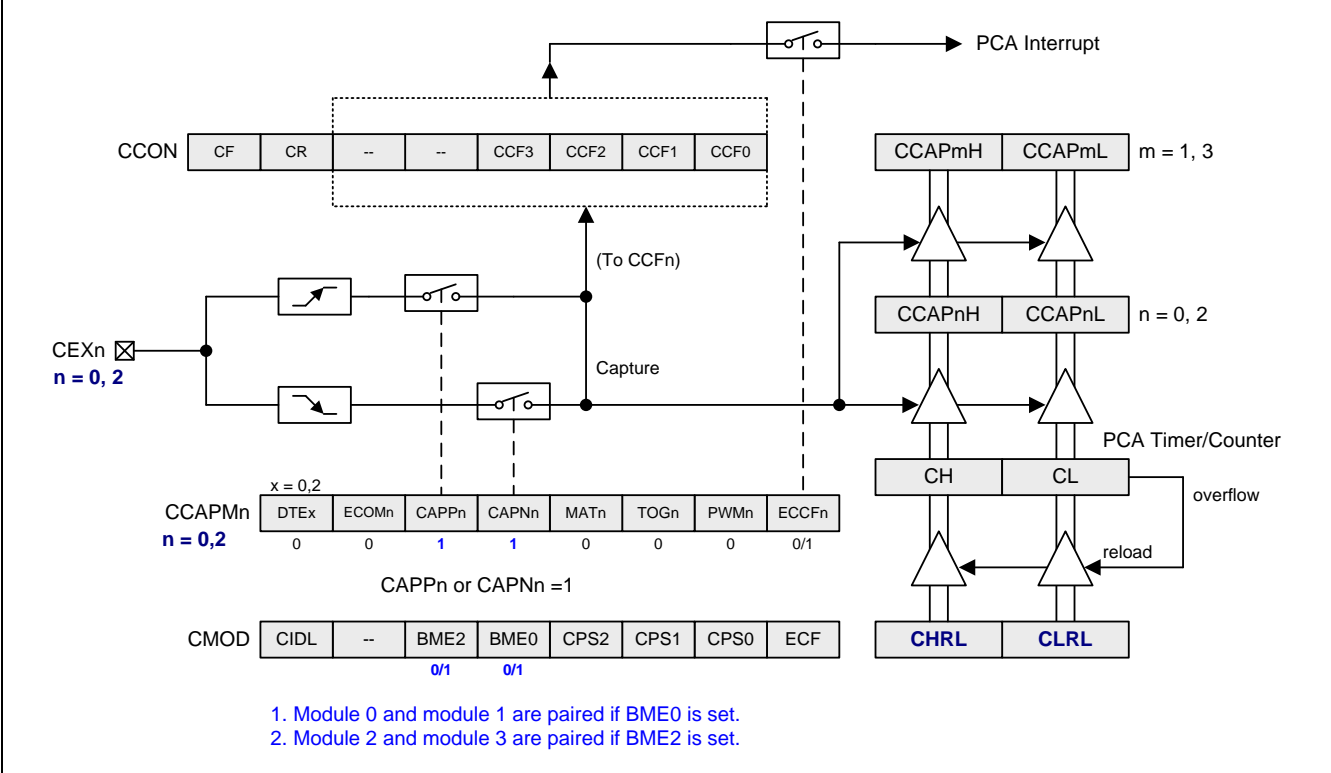 PCA Interrupt
CCON CF CR -- -- CCF3 CCF2 CCF1 CCF0
CCAPmH CCAPmL m = 1, 3
(To CCFn)
CCAPnH CCAPnL n = 0, 2
CEXn
n = 0, 2
Capture
PCA Timer/Counter
CH CL
overflow
x = 0,2
CCAPMn DTEx ECOMn CAPPn CAPNn MATn TOGn PWMn ECCFn
n = 0,2
0 0 1 1 0 0 0 0/1
reload
CAPPn or CAPNn =1
CMOD CIDL -- BME2 BME0 CPS2 CPS1 CPS0 ECF
CHRL CLRL
0/1 0/1
1. Module 0 and module 1 are paired if BME0 is set.
2. Module 2 and module 3 are paired if BME2 is set.